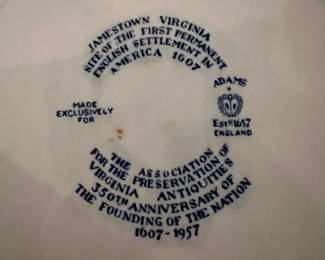 JAMESTOWN VIRGINIA
SITE OF THE FIRST PERMANENT
ENGLISH SETTLEMENT IN
AMERICA 1607
ADAMS
ESTD 1657
ENGLAND
MADE
EXCLUSIVELY
FOR
THE ASSOCIATION
FOR THE PRESERVATION OF
VIRGINIA ANTIQUITIES
350TH ANNIVERSARY OF
THE FOUNDING OF THE NATION
1607-1957